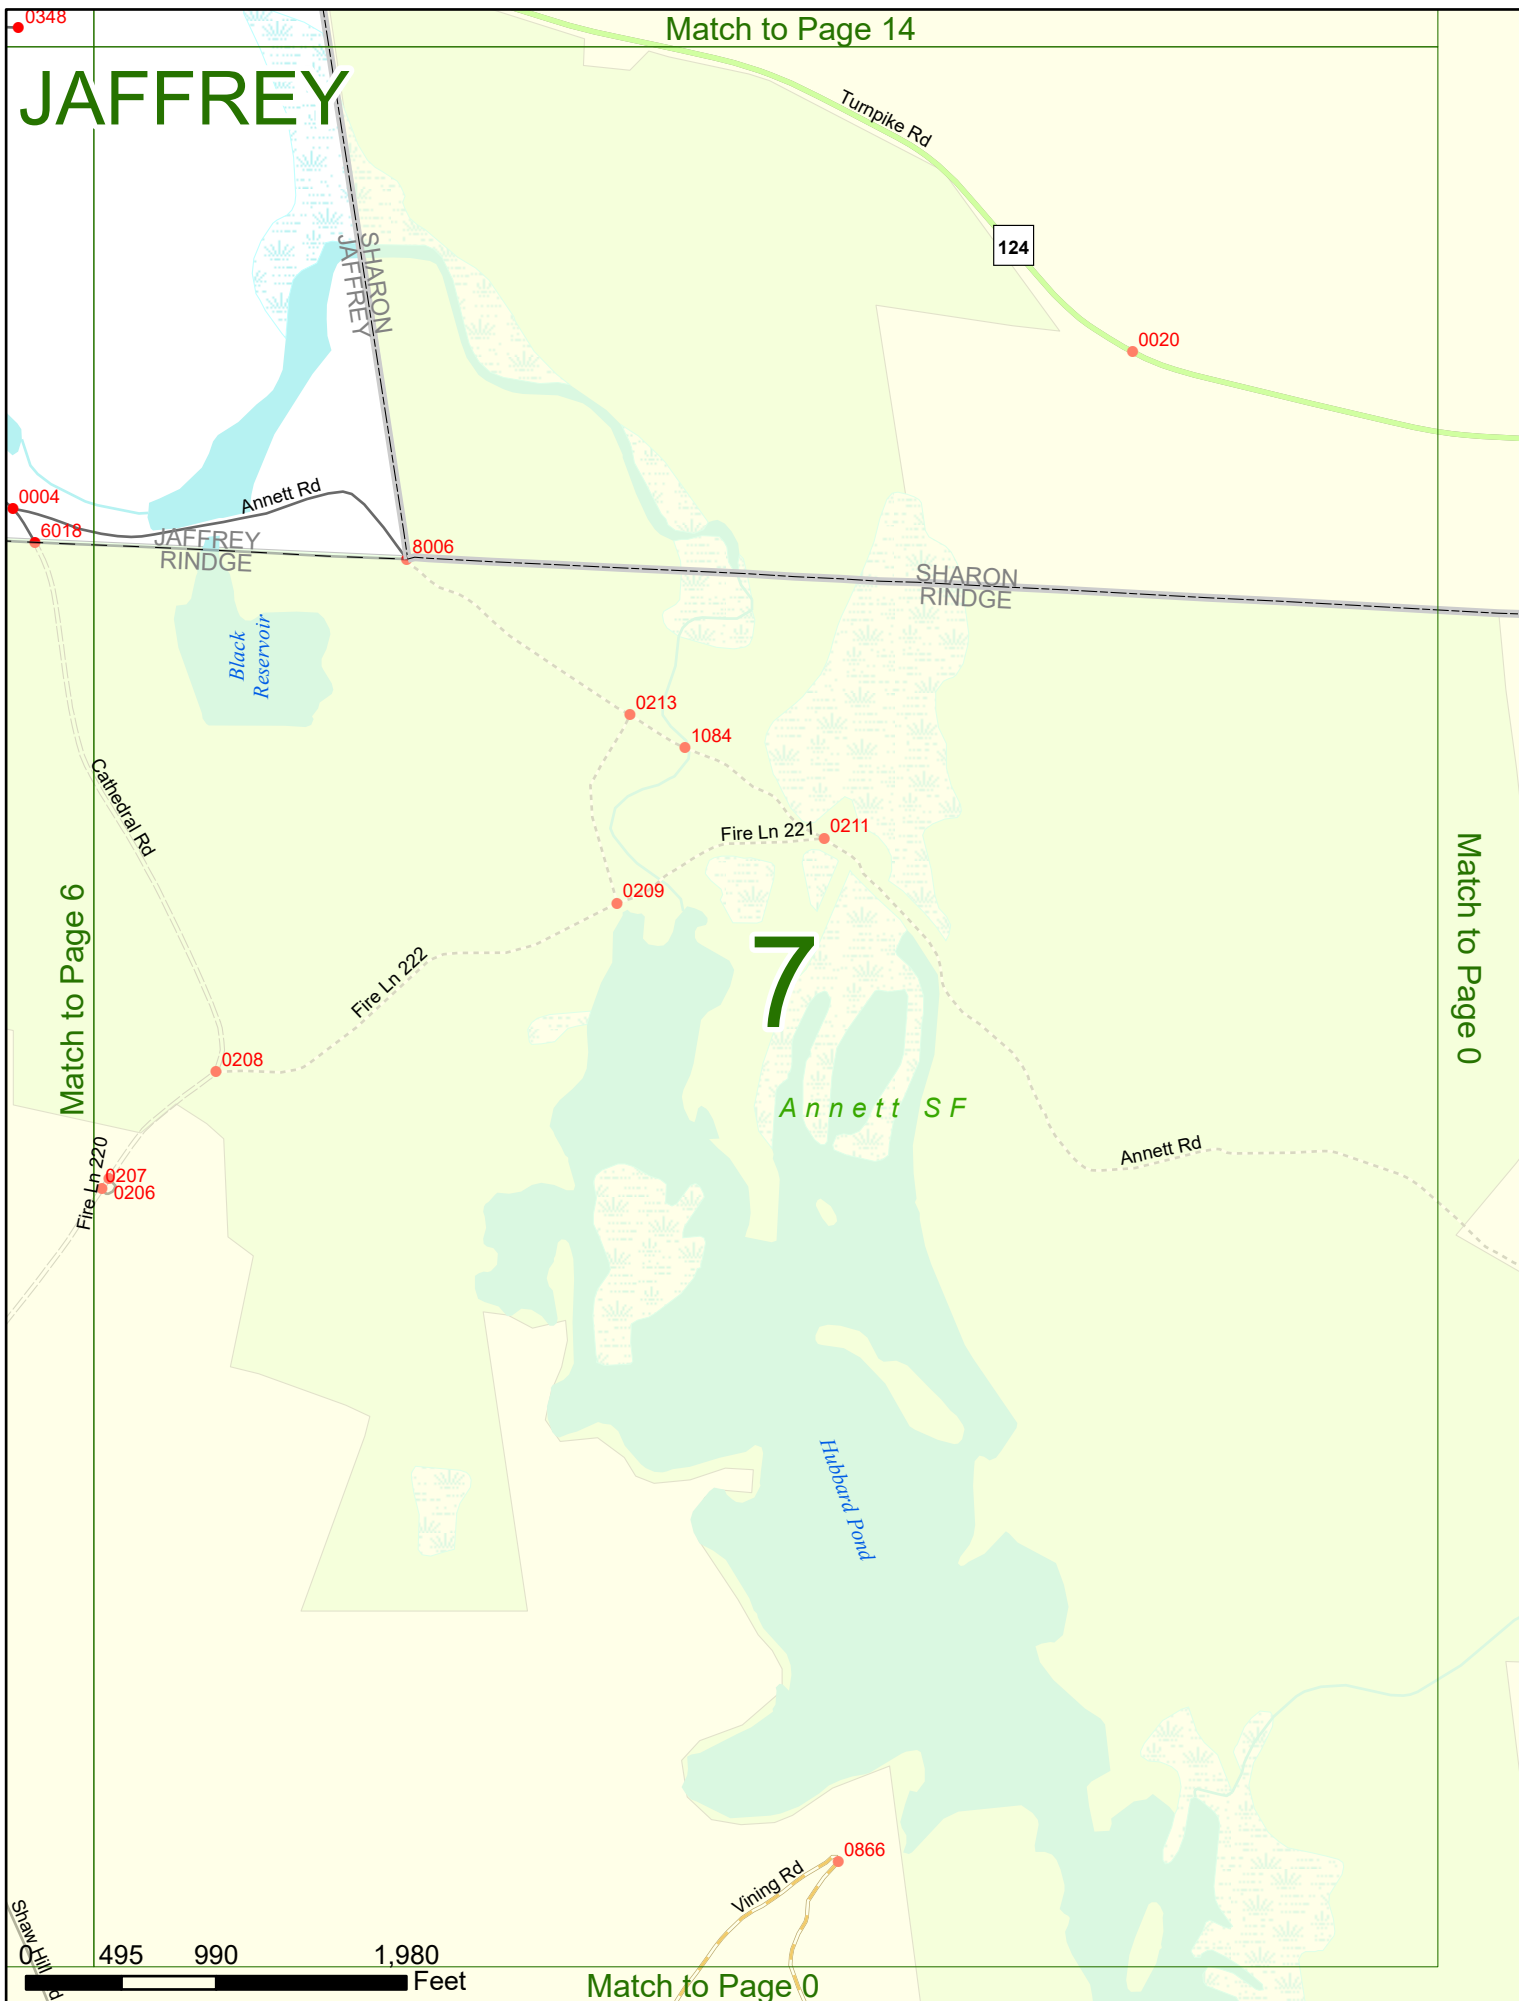 0348
Match to Page 14
JAFFREY
Turnpike Rd
124
SHARON
JAFFREY
0020
0004
Annett Rd
6018
JAFFREY
RINDGE
8006
SHARON
RINDGE
Black
Reservoir
0213
1084
Cathedral Rd
Fire Ln 221
0211
Match to Page 6
Match to Page 0
0209
7
Fire Ln 222
0208
Annett SF
Annett Rd
Fire Ln 220
0207
0206
Hubbard Pond
0866
Vining Rd
Shaw Hill Rd
0 495 990 1,980
Feet
Match to Page 0